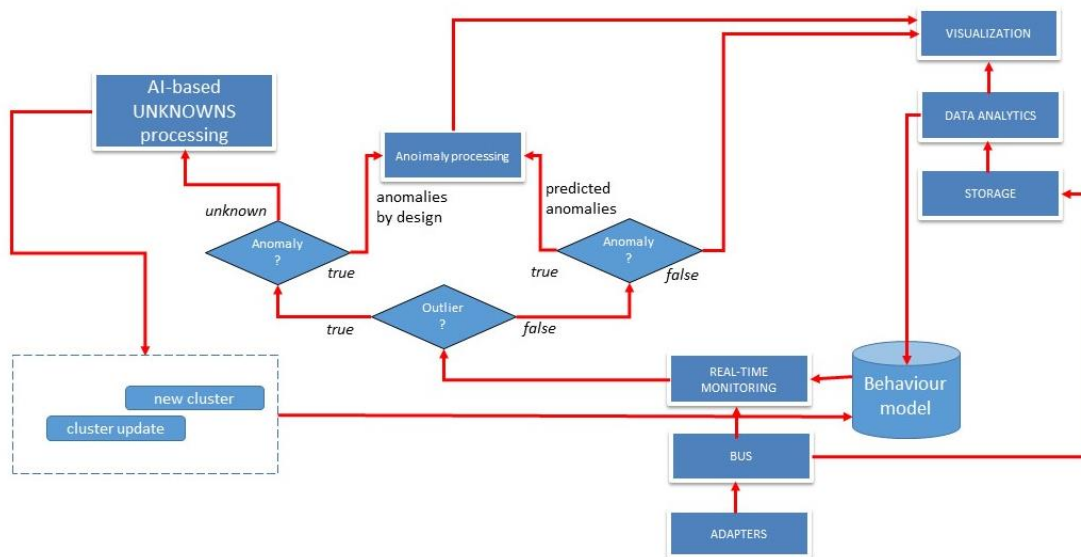 VISUALIZATION
AI-based
UNKNOWNS
processing
DATA ANALYTICS
Anoimaly processing
STORAGE
unknown
anomalies
by design
predicted
anomalies
Anomaly
?
true
Anomaly
?
true
false
Outlier
?
true
false
REAL-TIME
MONITORING
Behaviour
model
new cluster
cluster update
BUS
ADAPTERS